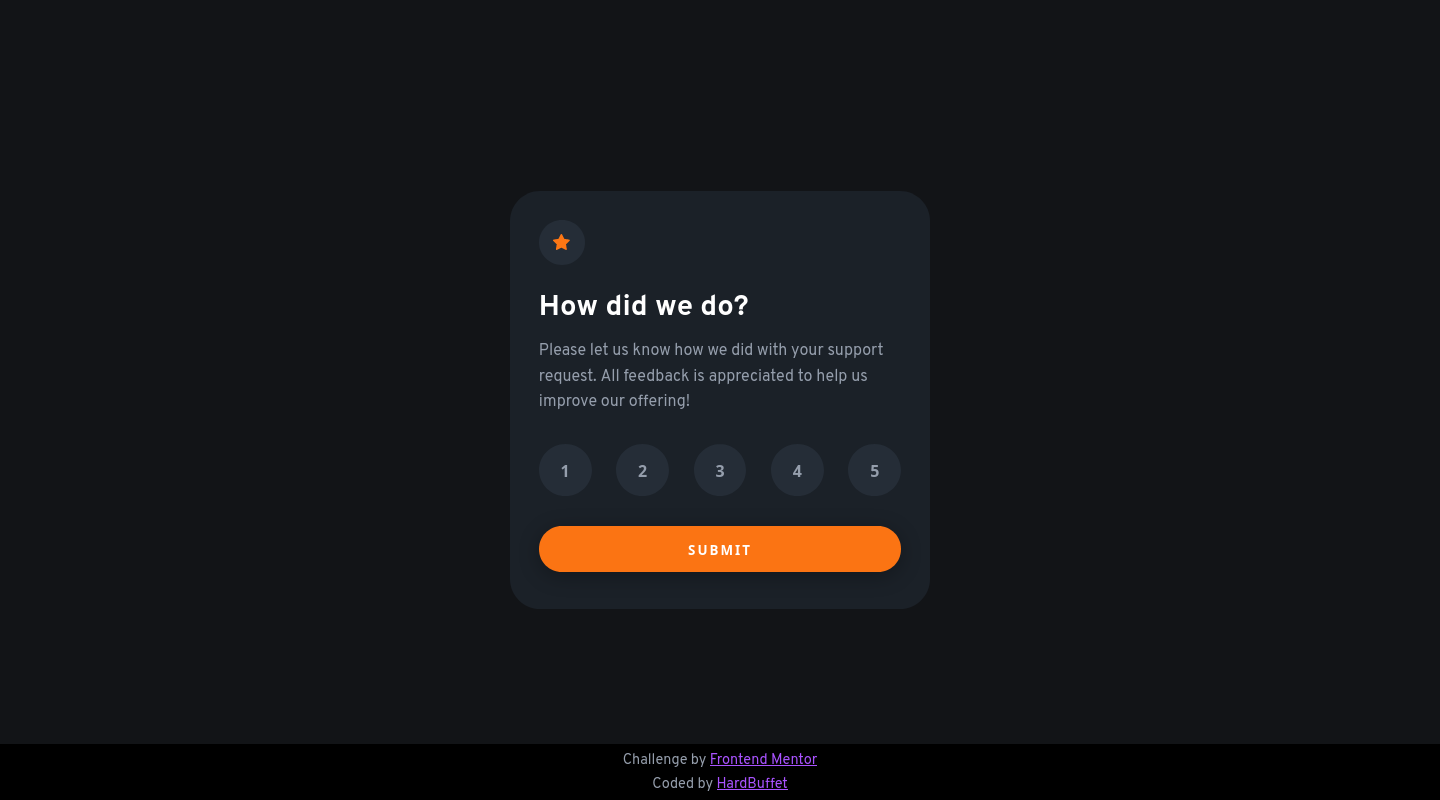 How did we do?
Please let us know how we did with your support
request. All feedback is appreciated to help us
improve our offering!
1 2 3 4 5
SUBMIT
Challenge by Frontend Mentor
Coded by HardBuffet